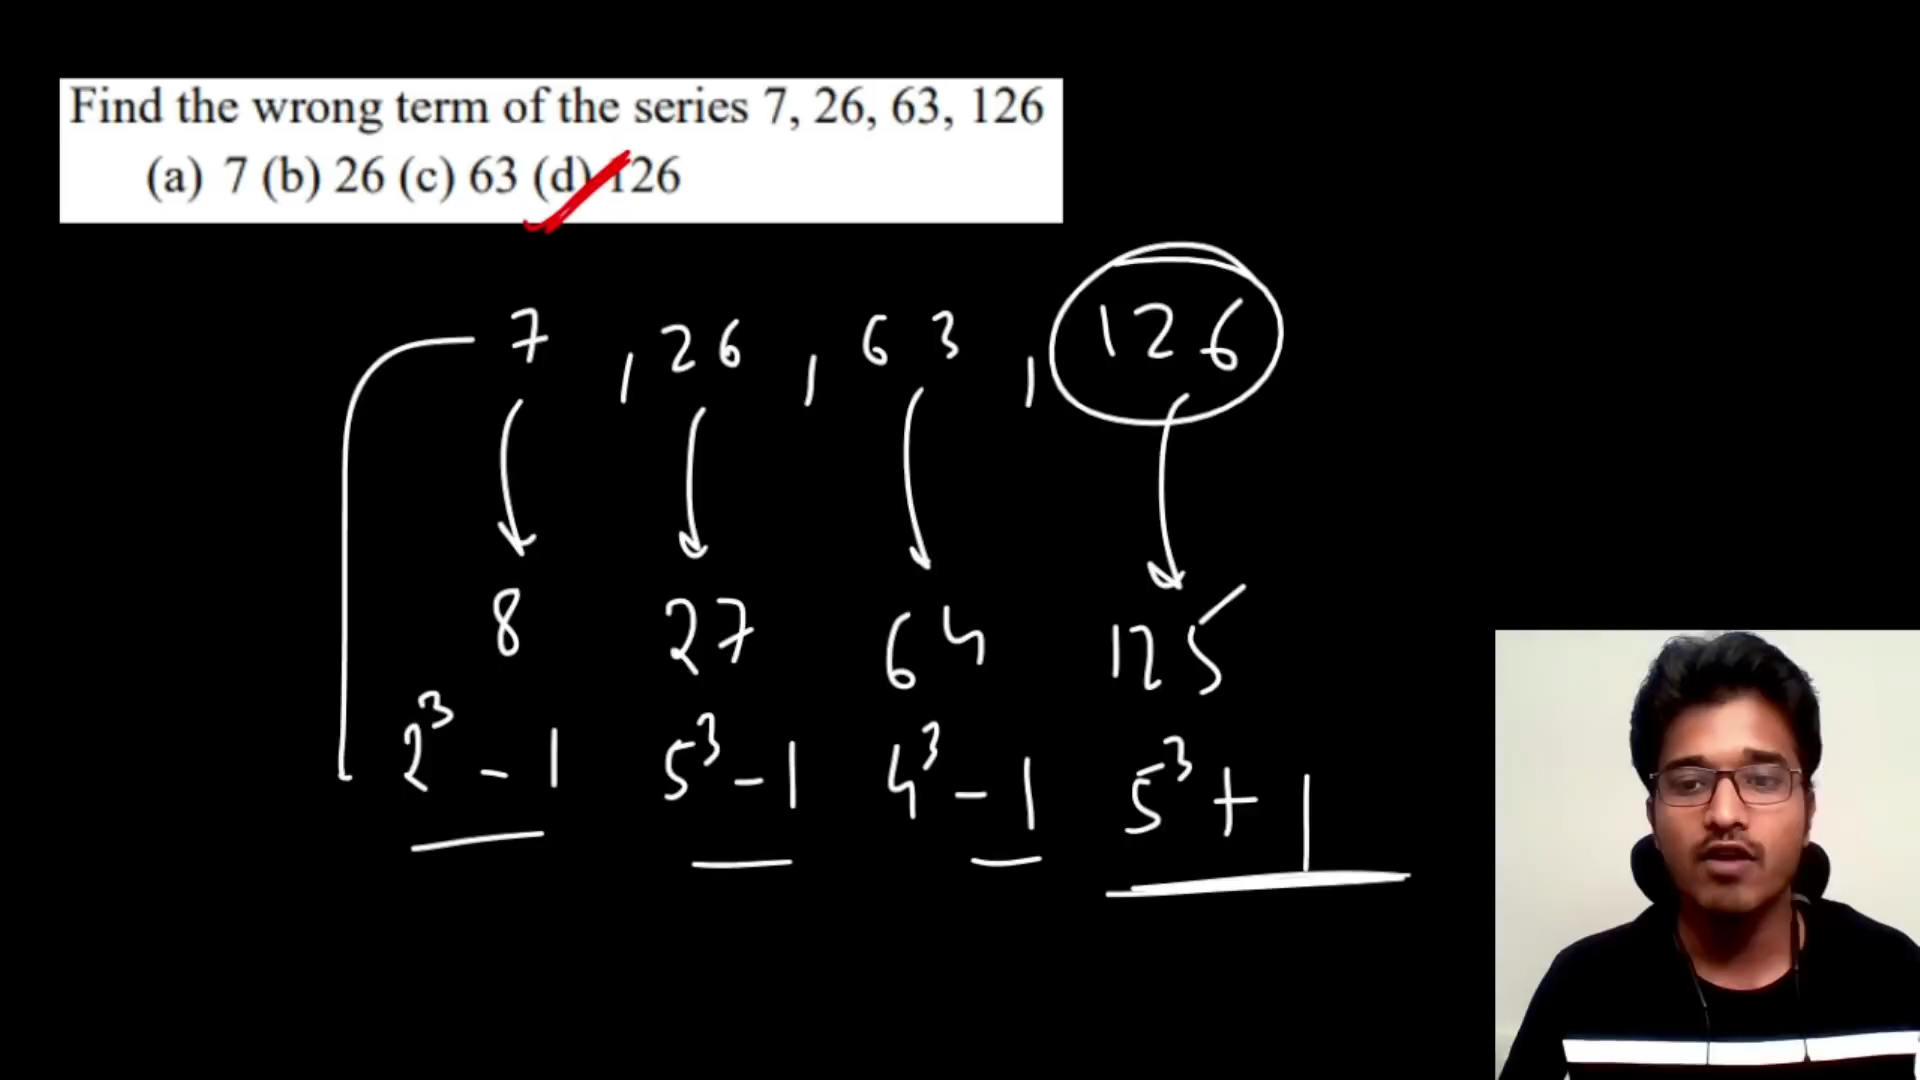 Find the wrong term of the series 7, 26, 63, 126
(a) 7 (b) 26 (c) 63 (d) 126
7 , 26 , 63 , 126
8 27 64 125
2³ - 1 5³ - 1 4³ - 1 5³ + 1